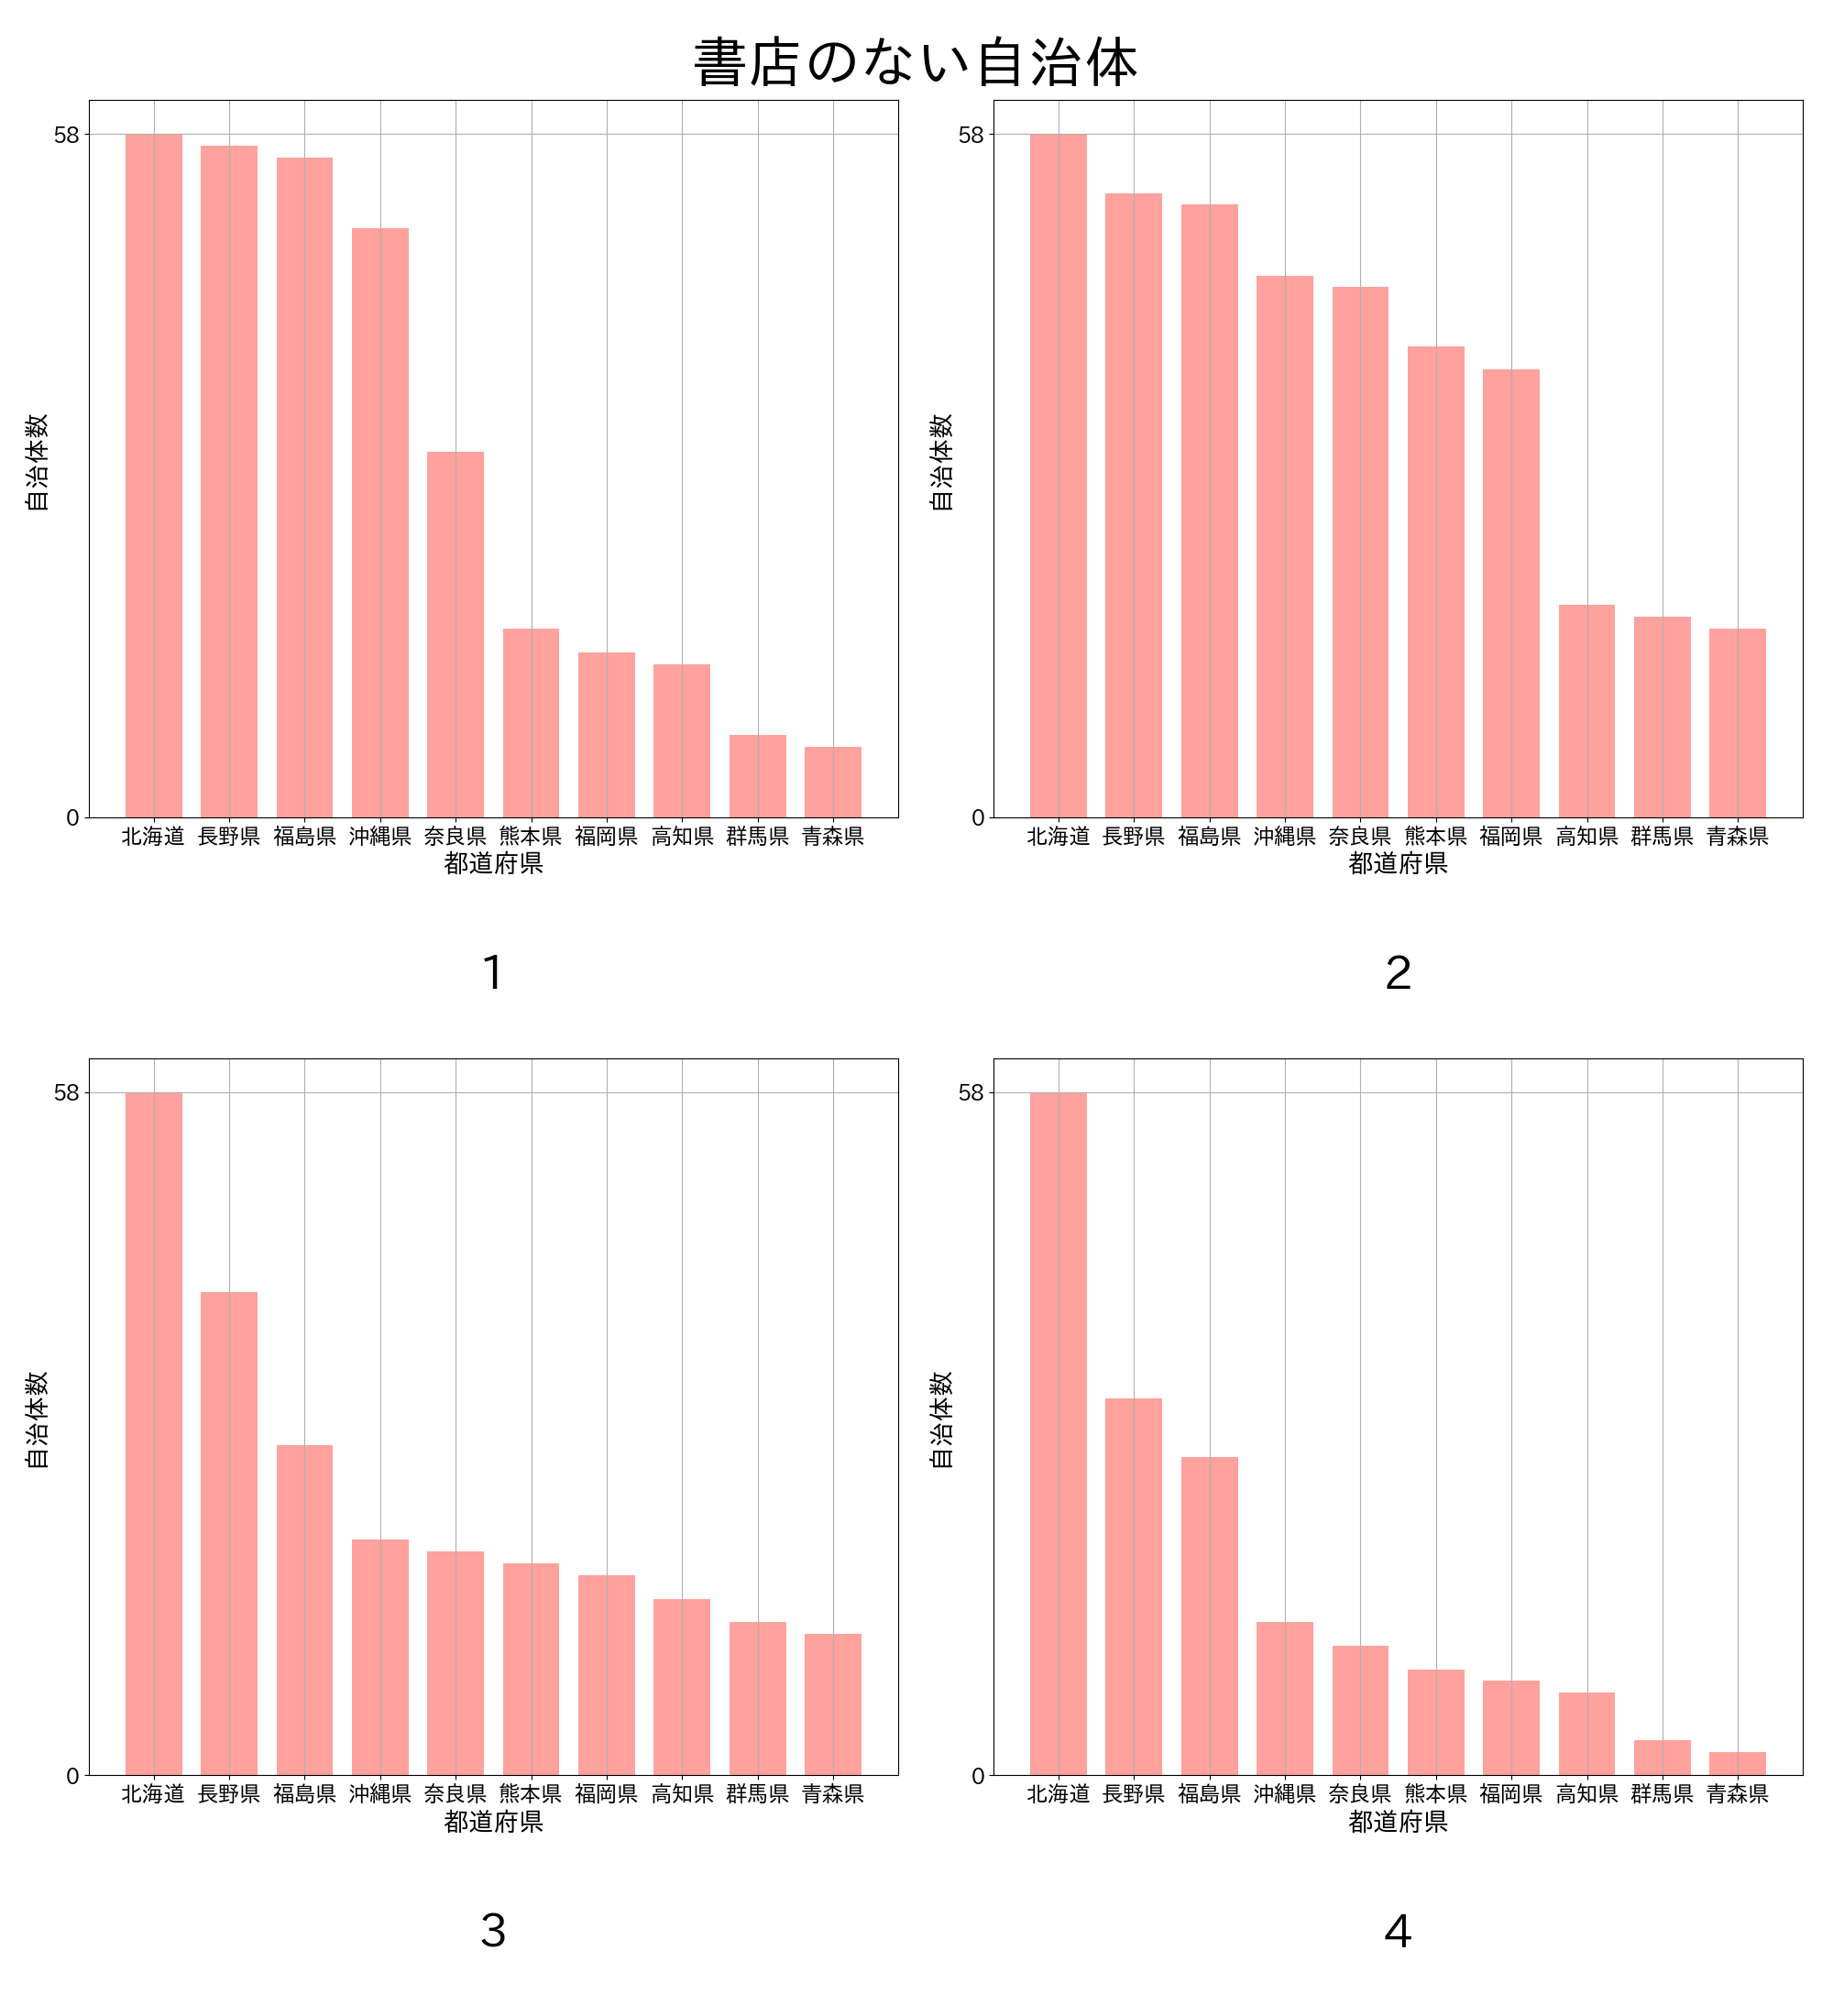 書店のない自治体
58
0
自治体数
北海道 長野県 福島県 沖縄県 奈良県 熊本県 福岡県 高知県 群馬県 青森県
都道府県
1
58
0
自治体数
北海道 長野県 福島県 沖縄県 奈良県 熊本県 福岡県 高知県 群馬県 青森県
都道府県
2
58
0
自治体数
北海道 長野県 福島県 沖縄県 奈良県 熊本県 福岡県 高知県 群馬県 青森県
都道府県
3
58
0
自治体数
北海道 長野県 福島県 沖縄県 奈良県 熊本県 福岡県 高知県 群馬県 青森県
都道府県
4